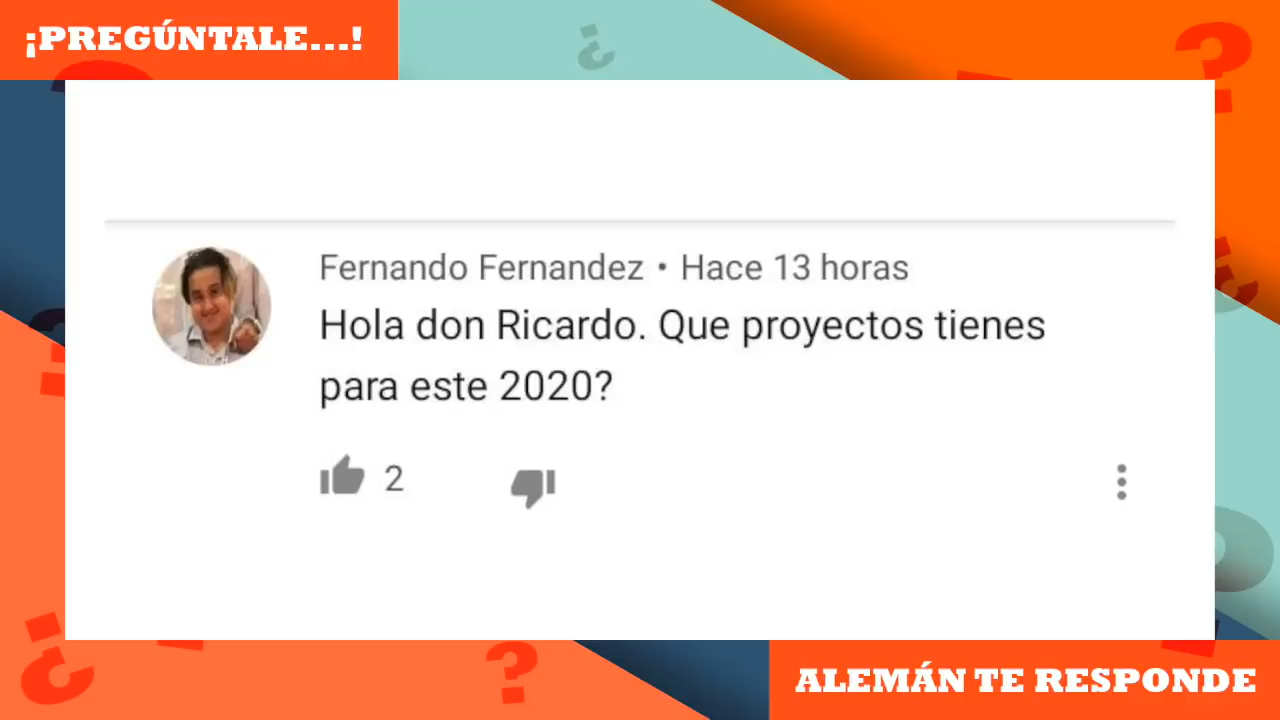 ¡PREGÚNTALE...!
Fernando Fernandez • Hace 13 horas
Hola don Ricardo. Que proyectos tienes
para este 2020?
2
ALEMÁN TE RESPONDE